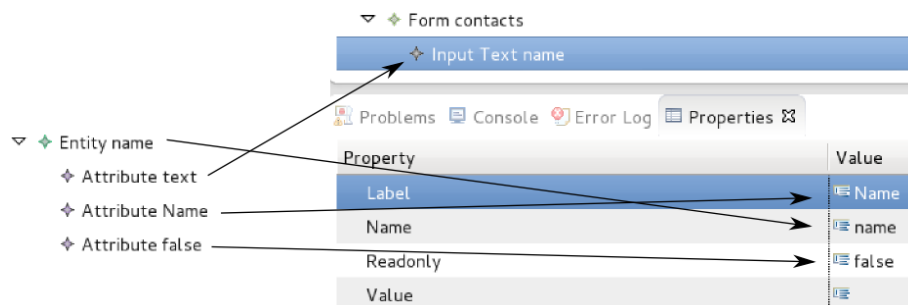 Form contacts
Input Text name
Problems Console Error Log Properties
Entity name
Attribute text
Attribute Name
Attribute false
Property Value
Label Name
Name name
Readonly false
Value